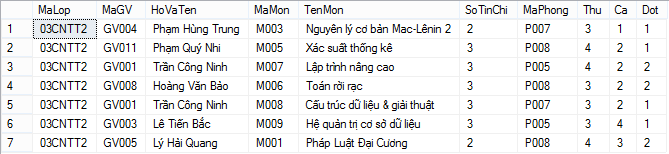 MaLop MaGV HoVaTen MaMon TenMon SoTinChi MaPhong Thu Ca Dot
1 03CNTT2 GV004 Phạm Hùng Trung M003 Nguyên lý cơ bản Mac-Lênin 2 2 P007 3 1 1
2 03CNTT2 GV011 Phạm Quý Nhi M005 Xác suất thống kê 3 P008 4 2 1
3 03CNTT2 GV001 Trần Công Ninh M007 Lập trình nâng cao 3 P005 4 2 2
4 03CNTT2 GV008 Hoàng Văn Bảo M006 Toán rời rạc 3 P008 2 2 2
5 03CNTT2 GV001 Trần Công Ninh M008 Cấu trúc dữ liệu & giải thuật 3 P007 3 2 1
6 03CNTT2 GV003 Lê Tiến Bắc M009 Hệ quản trị cơ sở dữ liệu 3 P005 3 4 1
7 03CNTT2 GV005 Lý Hải Quang M001 Pháp Luật Đại Cương 2 P008 4 3 2